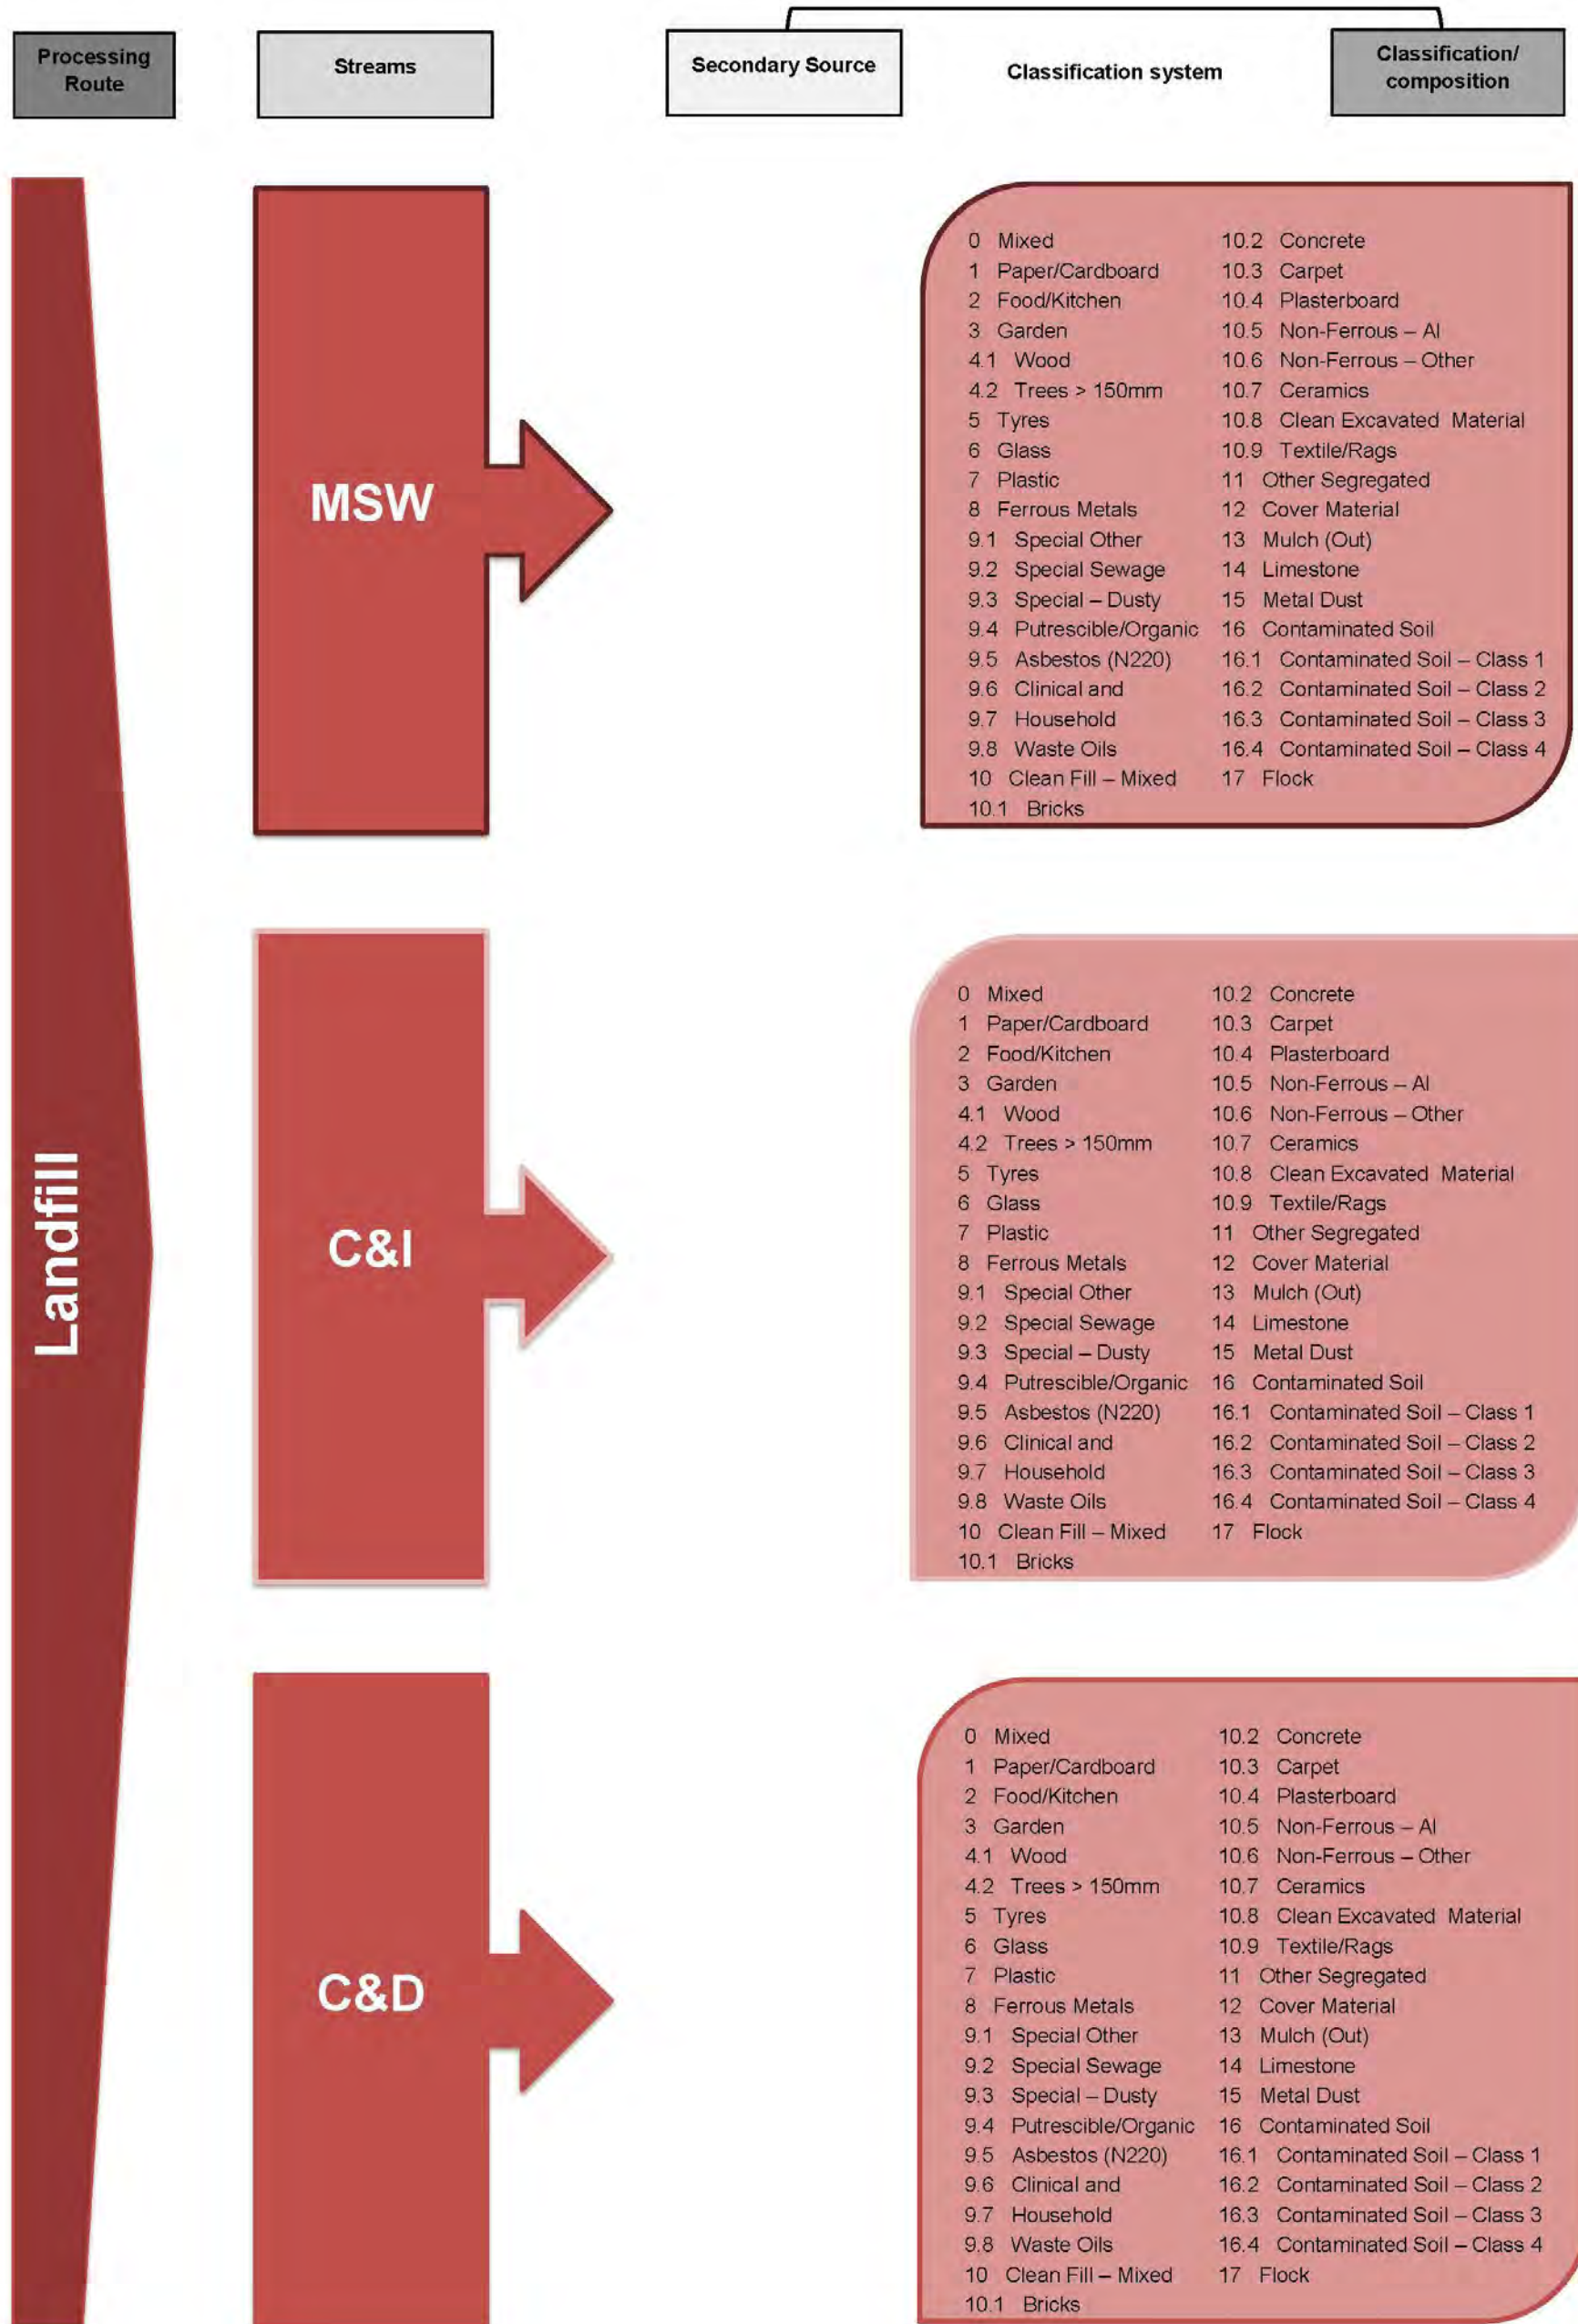 Processing
Route
Streams
Secondary Source
Classification system
Classification/
composition
Landfill
MSW
0 Mixed
1 Paper/Cardboard
2 Food/Kitchen
3 Garden
4.1 Wood
4.2 Trees > 150mm
5 Tyres
6 Glass
7 Plastic
8 Ferrous Metals
9.1 Special Other
9.2 Special Sewage
9.3 Special – Dusty
9.4 Putrescible/Organic
9.5 Asbestos (N220)
9.6 Clinical and
9.7 Household
9.8 Waste Oils
10 Clean Fill – Mixed
10.1 Bricks
10.2 Concrete
10.3 Carpet
10.4 Plasterboard
10.5 Non-Ferrous – Al
10.6 Non-Ferrous – Other
10.7 Ceramics
10.8 Clean Excavated Material
10.9 Textile/Rags
11 Other Segregated
12 Cover Material
13 Mulch (Out)
14 Limestone
15 Metal Dust
16 Contaminated Soil
16.1 Contaminated Soil – Class 1
16.2 Contaminated Soil – Class 2
16.3 Contaminated Soil – Class 3
16.4 Contaminated Soil – Class 4
17 Flock
C&I
0 Mixed
1 Paper/Cardboard
2 Food/Kitchen
3 Garden
4.1 Wood
4.2 Trees > 150mm
5 Tyres
6 Glass
7 Plastic
8 Ferrous Metals
9.1 Special Other
9.2 Special Sewage
9.3 Special – Dusty
9.4 Putrescible/Organic
9.5 Asbestos (N220)
9.6 Clinical and
9.7 Household
9.8 Waste Oils
10 Clean Fill – Mixed
10.1 Bricks
10.2 Concrete
10.3 Carpet
10.4 Plasterboard
10.5 Non-Ferrous – Al
10.6 Non-Ferrous – Other
10.7 Ceramics
10.8 Clean Excavated Material
10.9 Textile/Rags
11 Other Segregated
12 Cover Material
13 Mulch (Out)
14 Limestone
15 Metal Dust
16 Contaminated Soil
16.1 Contaminated Soil – Class 1
16.2 Contaminated Soil – Class 2
16.3 Contaminated Soil – Class 3
16.4 Contaminated Soil – Class 4
17 Flock
C&D
0 Mixed
1 Paper/Cardboard
2 Food/Kitchen
3 Garden
4.1 Wood
4.2 Trees > 150mm
5 Tyres
6 Glass
7 Plastic
8 Ferrous Metals
9.1 Special Other
9.2 Special Sewage
9.3 Special – Dusty
9.4 Putrescible/Organic
9.5 Asbestos (N220)
9.6 Clinical and
9.7 Household
9.8 Waste Oils
10 Clean Fill – Mixed
10.1 Bricks
10.2 Concrete
10.3 Carpet
10.4 Plasterboard
10.5 Non-Ferrous – Al
10.6 Non-Ferrous – Other
10.7 Ceramics
10.8 Clean Excavated Material
10.9 Textile/Rags
11 Other Segregated
12 Cover Material
13 Mulch (Out)
14 Limestone
15 Metal Dust
16 Contaminated Soil
16.1 Contaminated Soil – Class 1
16.2 Contaminated Soil – Class 2
16.3 Contaminated Soil – Class 3
16.4 Contaminated Soil – Class 4
17 Flock